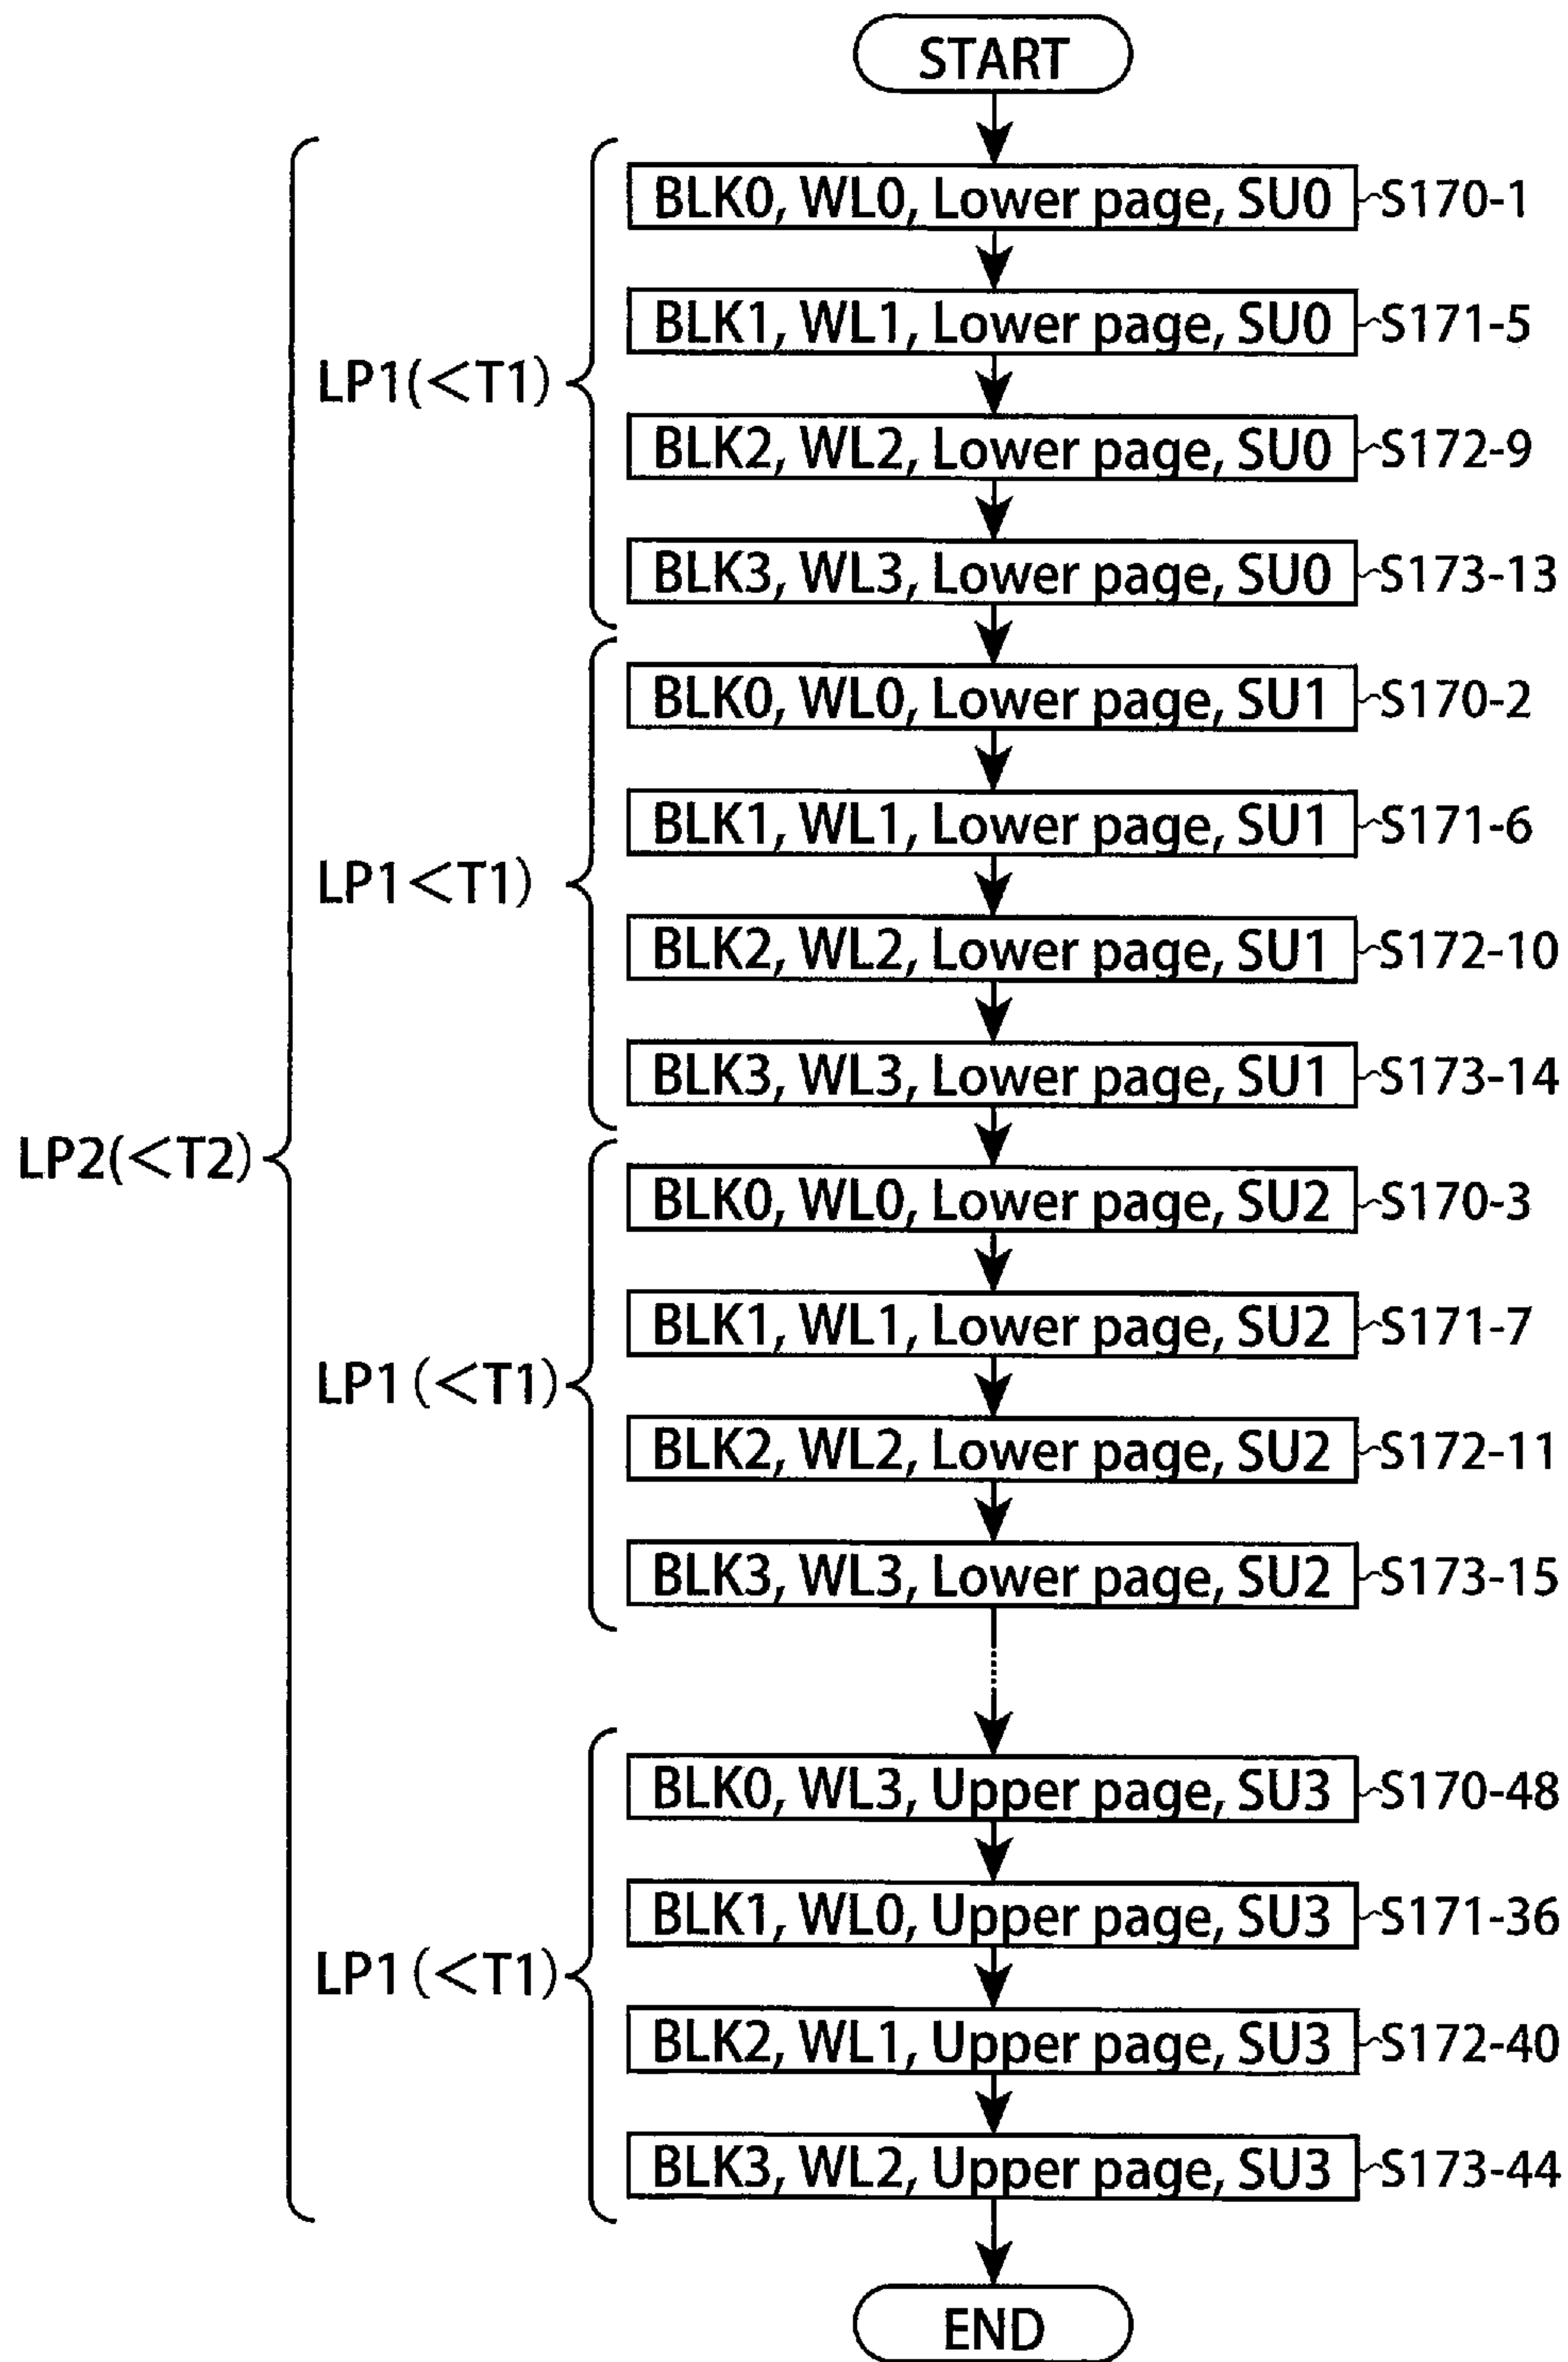 START
BLK0, WL0, Lower page, SU0 S170-1
BLK1, WL1, Lower page, SU0 S171-5
LP1(<T1)
BLK2, WL2, Lower page, SU0 S172-9
BLK3, WL3, Lower page, SU0 S173-13
BLK0, WL0, Lower page, SU1 S170-2
BLK1, WL1, Lower page, SU1 S171-6
LP1<T1)
BLK2, WL2, Lower page, SU1 S172-10
BLK3, WL3, Lower page, SU1 S173-14
LP2(<T2)
BLK0, WL0, Lower page, SU2 S170-3
BLK1, WL1, Lower page, SU2 S171-7
LP1(<T1)
BLK2, WL2, Lower page, SU2 S172-11
BLK3, WL3, Lower page, SU2 S173-15
BLK0, WL3, Upper page, SU3 S170-48
BLK1, WL0, Upper page, SU3 S171-36
LP1(<T1)
BLK2, WL1, Upper page, SU3 S172-40
BLK3, WL2, Upper page, SU3 S173-44
END